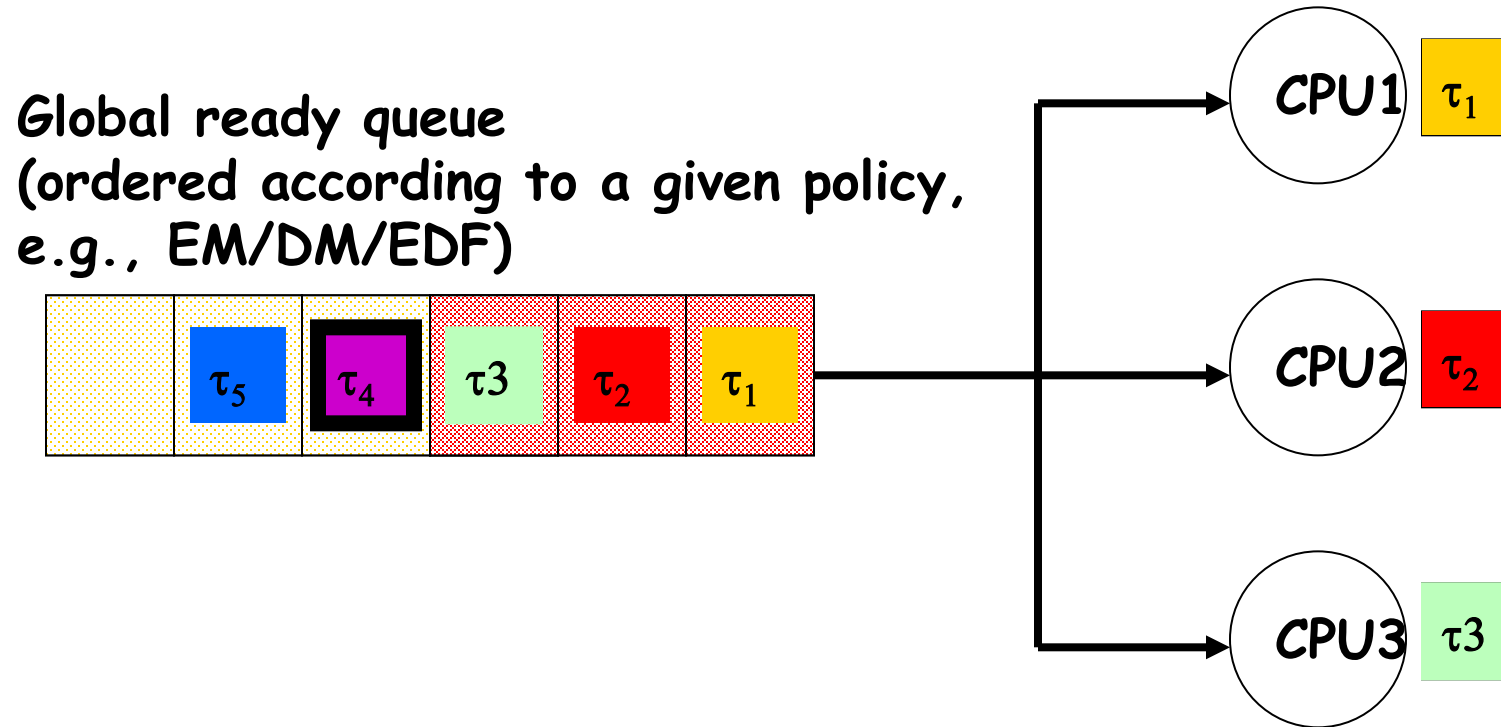 Global ready queue
(ordered according to a given policy,
e.g., EM/DM/EDF)
τ5 τ4 τ3 τ2 τ1
CPU1 τ1
CPU2 τ2
CPU3 τ3